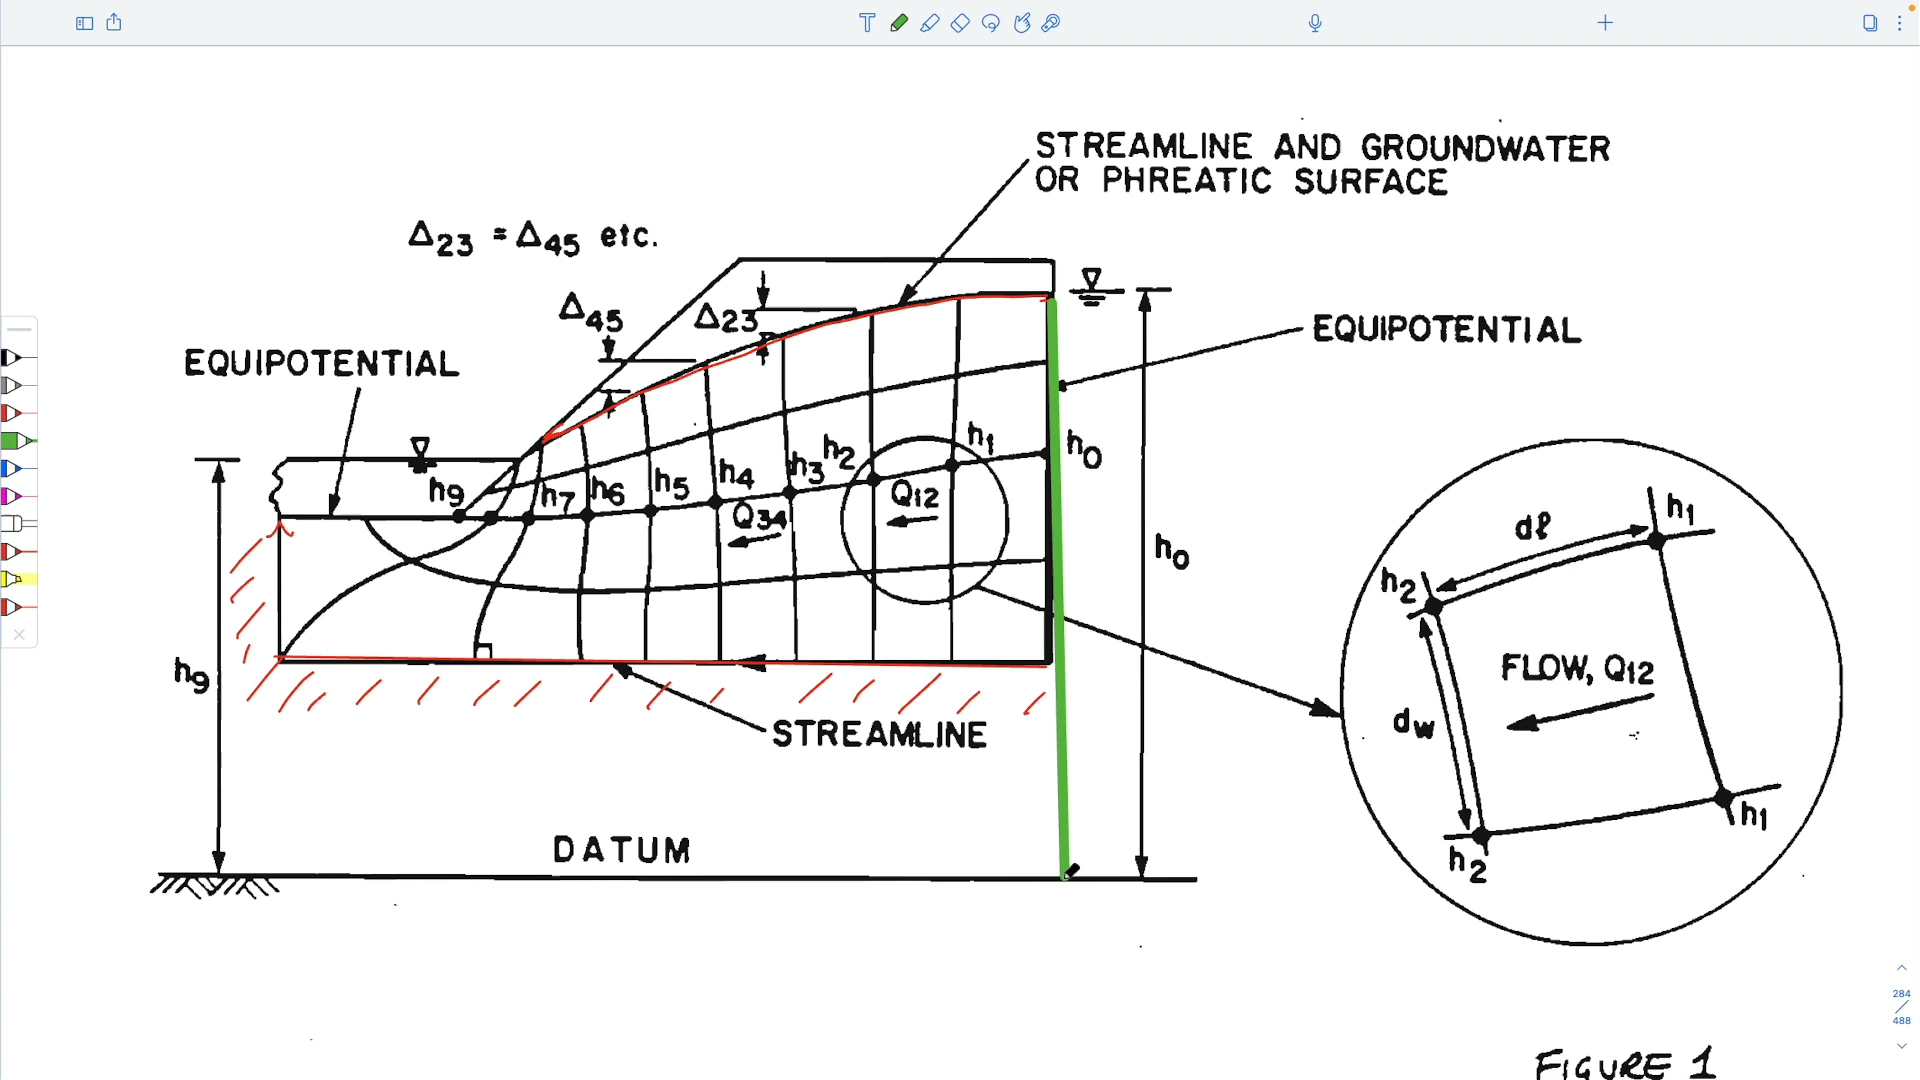 STREAMLINE AND GROUNDWATER
OR PHREATIC SURFACE
Δ23 = Δ45 etc.
Δ45
Δ23
EQUIPOTENTIAL
EQUIPOTENTIAL
h1
h0
h2
h3
h4
h5
h6
h7
h9
Q12
Q34
h0
h9
STREAMLINE
DATUM
dℓ
h1
h2
FLOW, Q12
dw
h1
h2
284
488
FIGURE 1